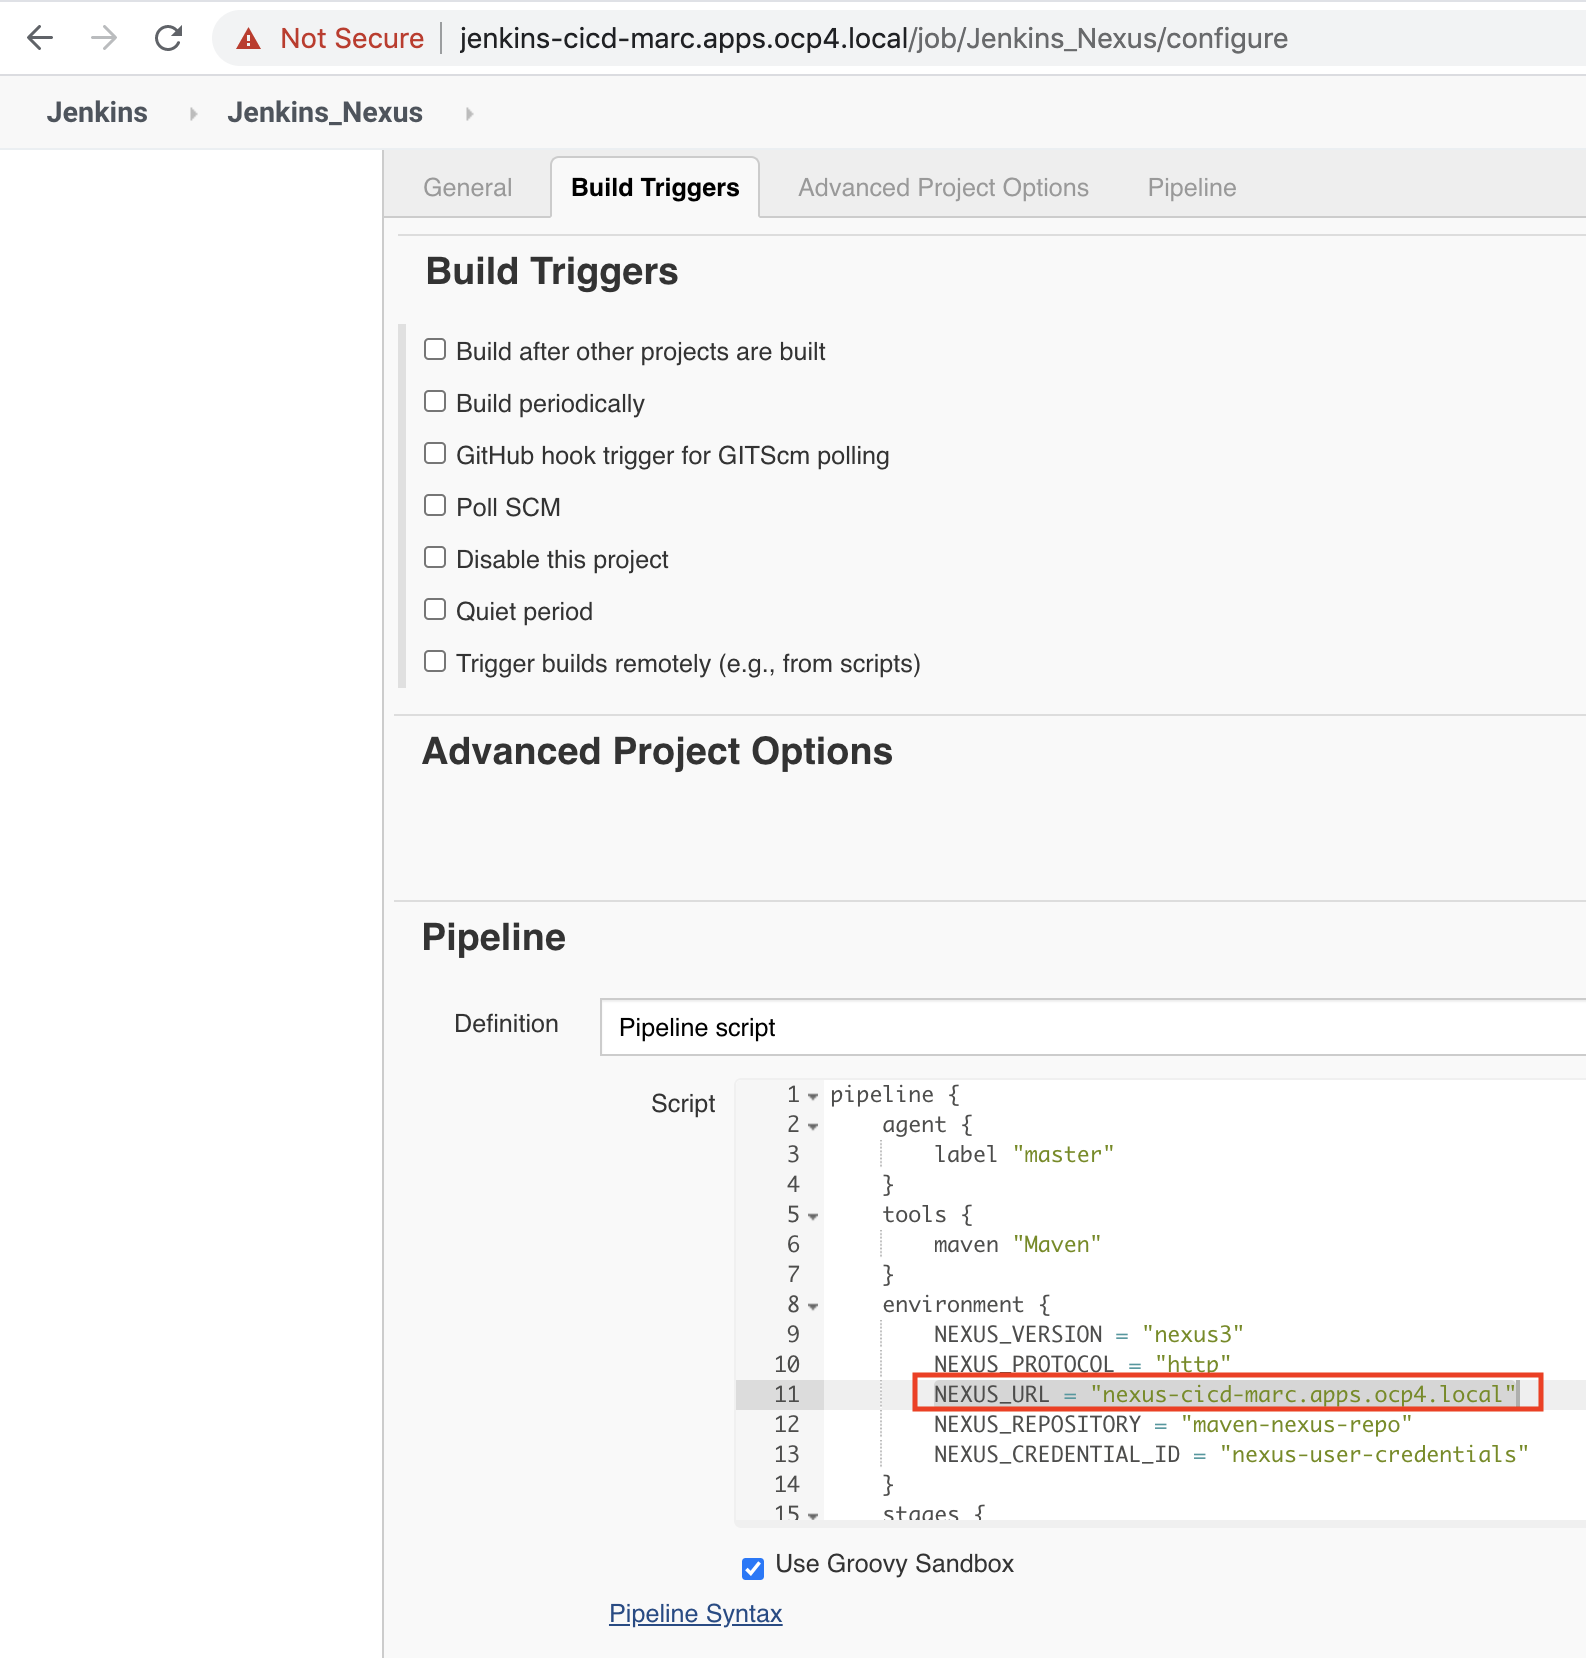 Not Secure jenkins-cicd-marc.apps.ocp4.local/job/Jenkins_Nexus/configure
Jenkins Jenkins_Nexus
General Build Triggers Advanced Project Options Pipeline
Build Triggers
Build after other projects are built
Build periodically
GitHub hook trigger for GITScm polling
Poll SCM
Disable this project
Quiet period
Trigger builds remotely (e.g., from scripts)
Advanced Project Options
Pipeline
Definition Pipeline script
Script
1 pipeline {
2 agent {
3 label "master"
4 }
5 tools {
6 maven "Maven"
7 }
8 environment {
9 NEXUS_VERSION = "nexus3"
10 NEXUS_PROTOCOL = "http"
11 NEXUS_URL = "nexus-cicd-marc.apps.ocp4.local"
12 NEXUS_REPOSITORY = "maven-nexus-repo"
13 NEXUS_CREDENTIAL_ID = "nexus-user-credentials"
14 }
15 stages {
Use Groovy Sandbox
Pipeline Syntax